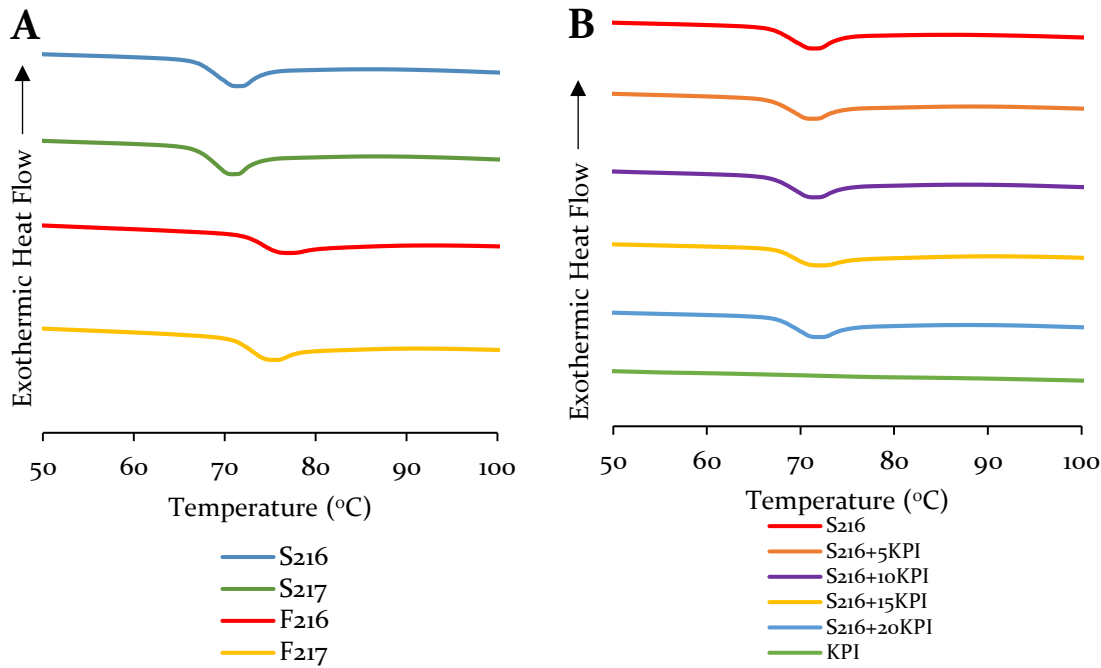 A
Exothermic Heat Flow
50 60 70 80 90 100
Temperature (ºC)
S216
S217
F216
F217
B
Exothermic Heat Flow
50 60 70 80 90 100
Temperature (ºC)
S216
S216+5KPI
S216+10KPI
S216+15KPI
S216+20KPI
KPI